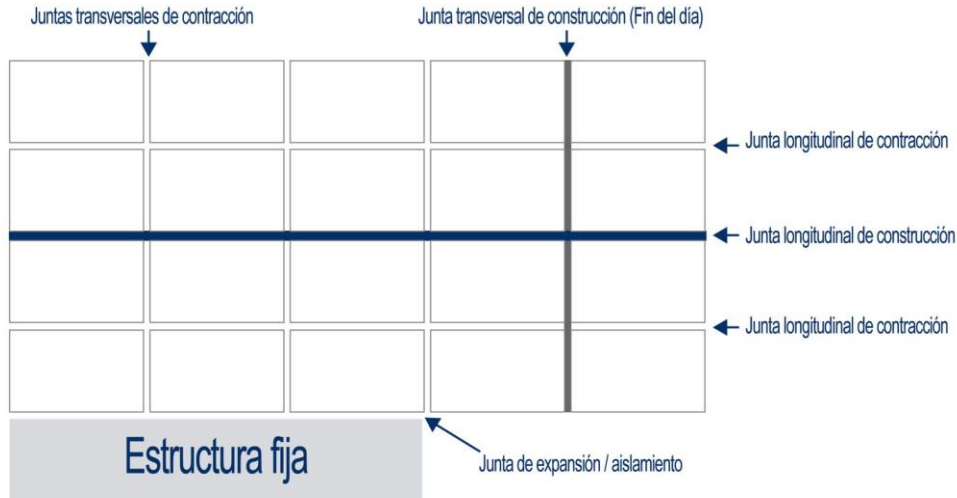 Juntas transversales de contracción
Junta transversal de construcción (Fin del día)
Junta longitudinal de contracción
Junta longitudinal de construcción
Junta longitudinal de contracción
Estructura fija
Junta de expansión / aislamiento